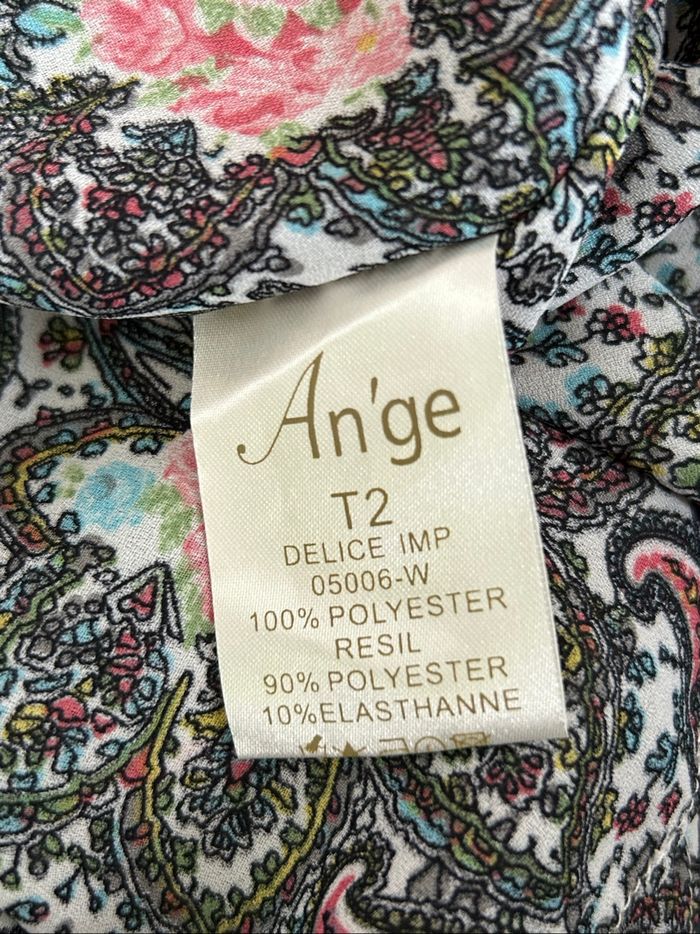 An'ge
T2
DELICE IMP
05006-W
100% POLYESTER
RESIL
90% POLYESTER
10%ELASTHANNE